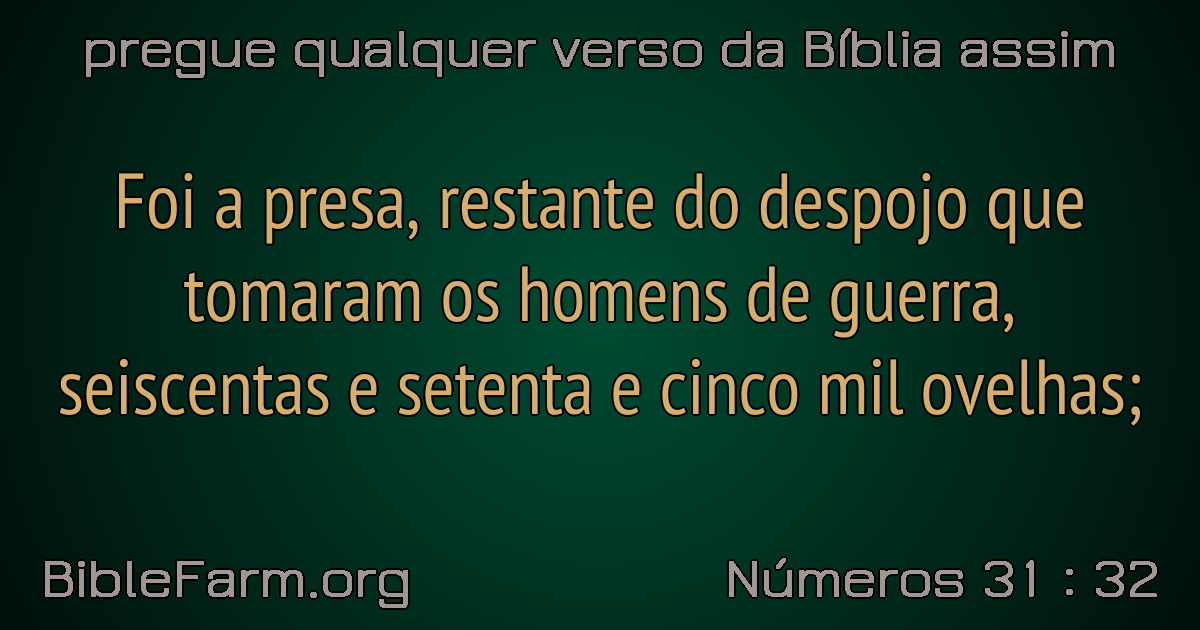 pregue qualquer verso da Bíblia assim
Foi a presa, restante do despojo que
tomaram os homens de guerra,
seiscentas e setenta e cinco mil ovelhas;
BibleFarm.org
Números 31 : 32